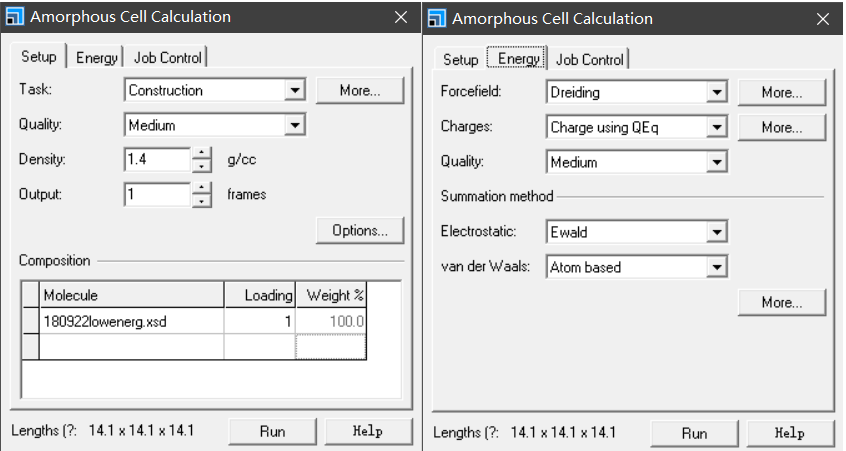 Amorphous Cell Calculation
Setup Energy Job Control
Task: Construction More...
Quality: Medium
Density: 1.4 g/cc
Output: 1 frames
Options...
Composition
Molecule Loading Weight %
180922lowenerg.xsd 1 100.0
Lengths (?: 14.1 x 14.1 x 14.1 Run Help
Amorphous Cell Calculation
Setup Energy Job Control
Forcefield: Dreiding More...
Charges: Charge using QEq More...
Quality: Medium
Summation method
Electrostatic: Ewald
van der Waals: Atom based
More...
Lengths (?: 14.1 x 14.1 x 14.1 Run Help